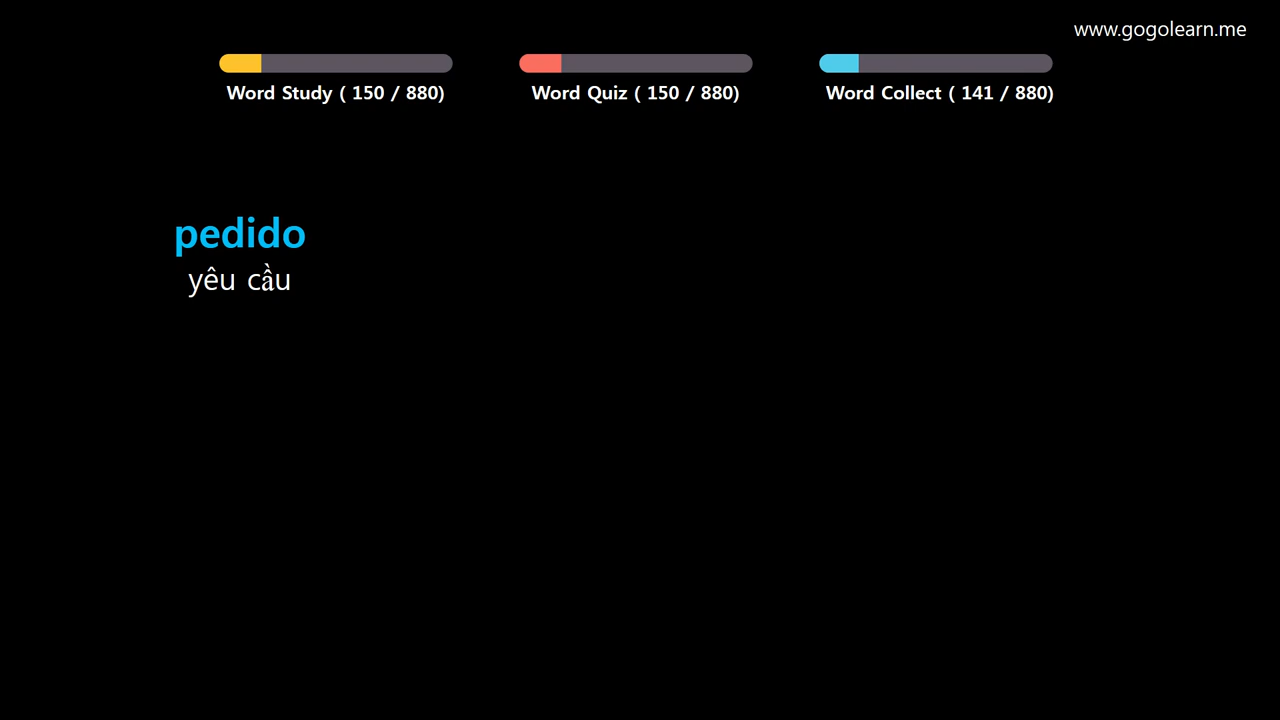 www.gogolearn.me
Word Study ( 150 / 880)
Word Quiz ( 150 / 880)
Word Collect ( 141 / 880)
pedido
yêu cầu